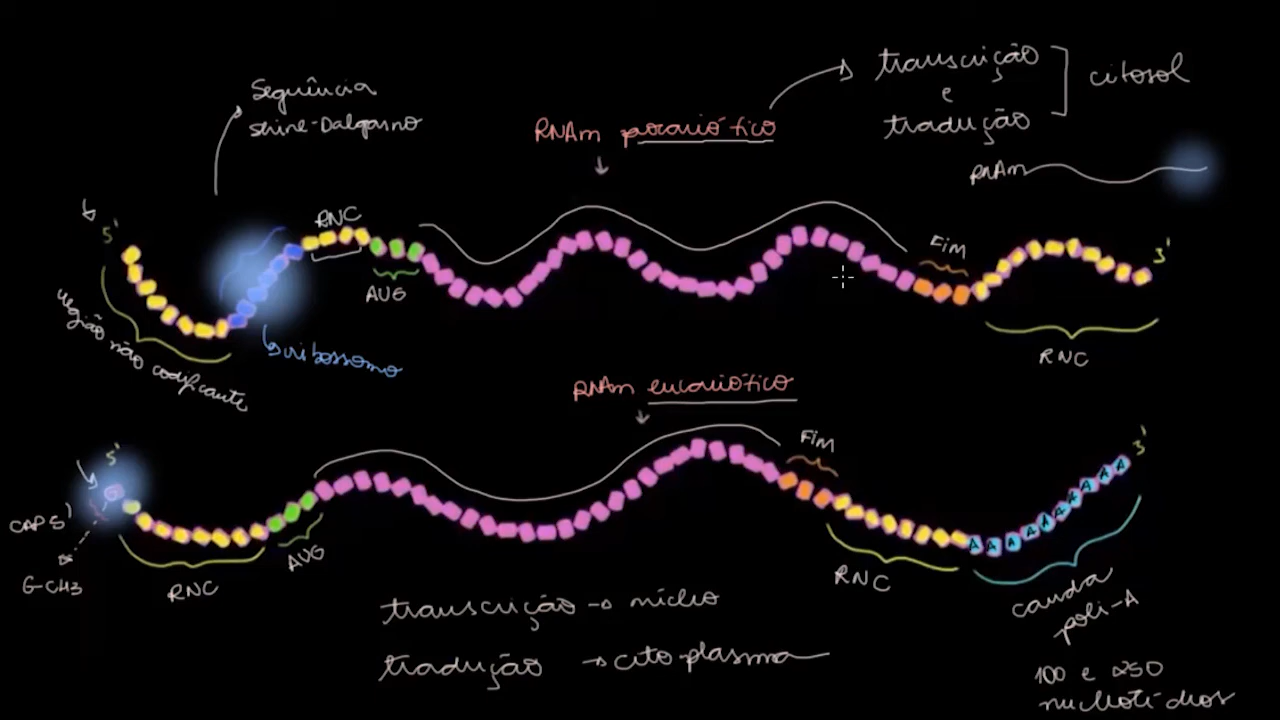 Sequência
shine-Dalgarno
RNAm procariótico
transcrição
e
tradução
citosol
RNAm
5'
RNC
AUG
FiM
3'
RNC
região não codificante
ribossomo
RNAm eucariótico
5'
CAP 5'
G-CH3
RNC
AUG
FiM
RNC
3'
A A A A A A A A A A
cauda
poli-A
100 e 250
nucleotídeos
transcrição → núcleo
tradução → citoplasma